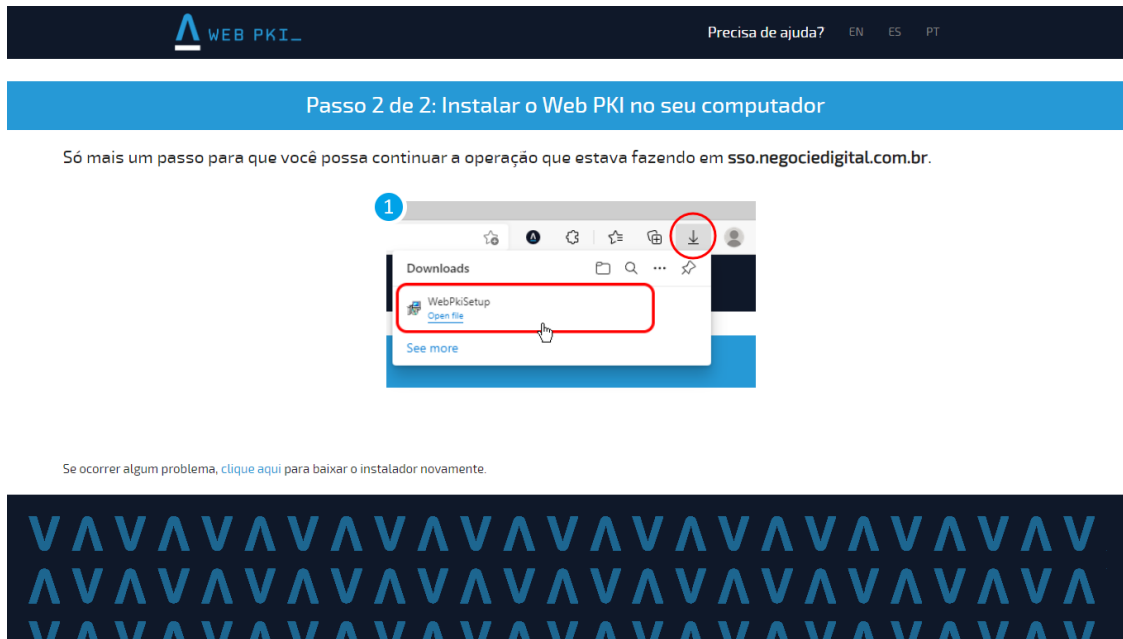 WEB PKI_
Precisa de ajuda? EN ES PT
Passo 2 de 2: Instalar o Web PKI no seu computador
Só mais um passo para que você possa continuar a operação que estava fazendo em sso.negociedigital.com.br.
1
Downloads
WebPkiSetup
Open file
See more
Se ocorrer algum problema, clique aqui para baixar o instalador novamente.